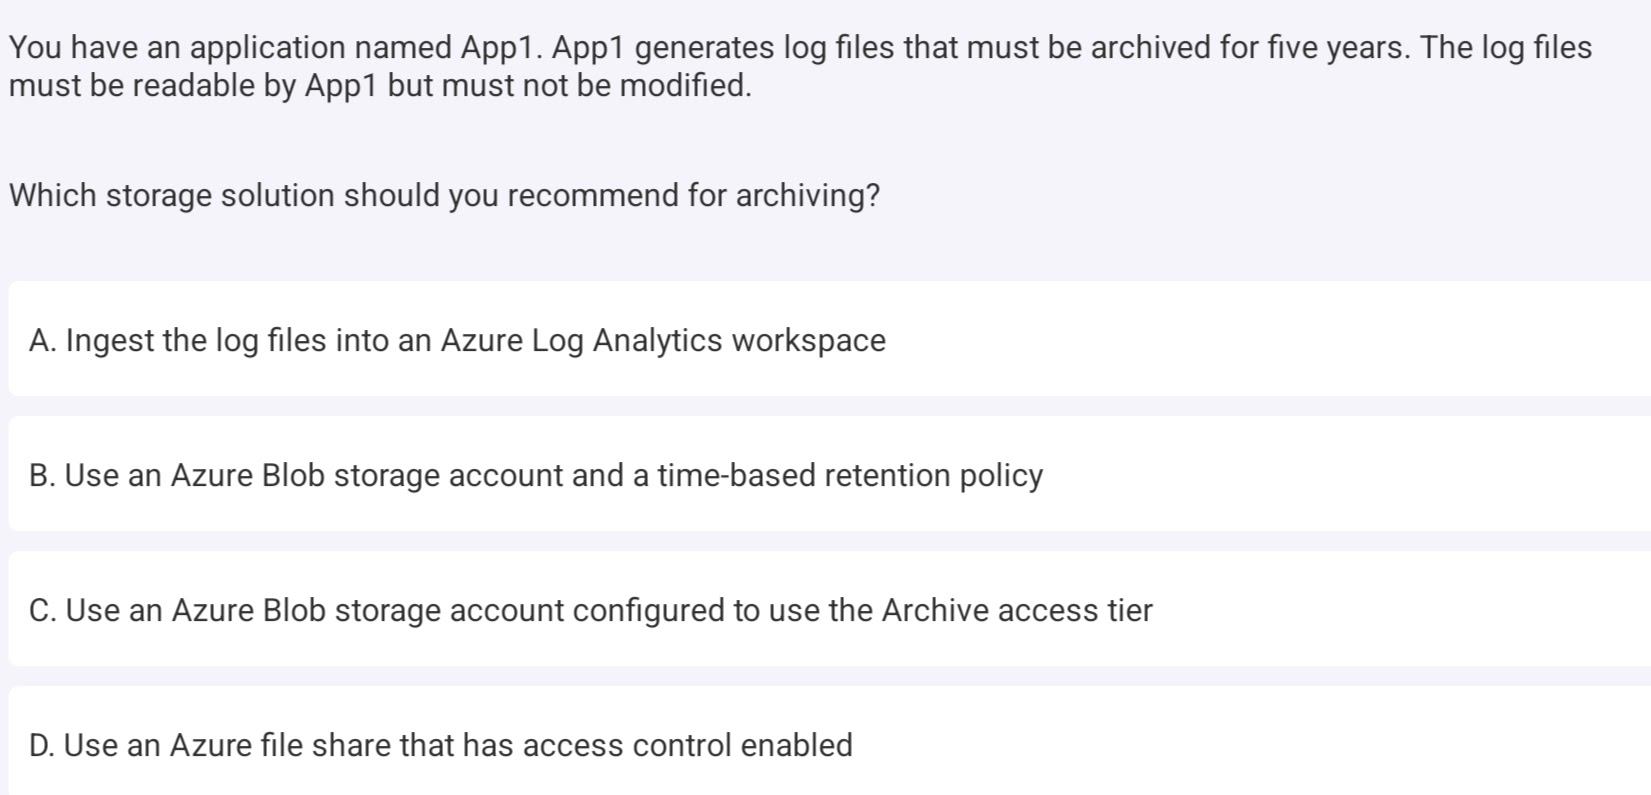 You have an application named App1. App1 generates log files that must be archived for five years. The log files
must be readable by App1 but must not be modified.
Which storage solution should you recommend for archiving?
A. Ingest the log files into an Azure Log Analytics workspace
B. Use an Azure Blob storage account and a time-based retention policy
C. Use an Azure Blob storage account configured to use the Archive access tier
D. Use an Azure file share that has access control enabled